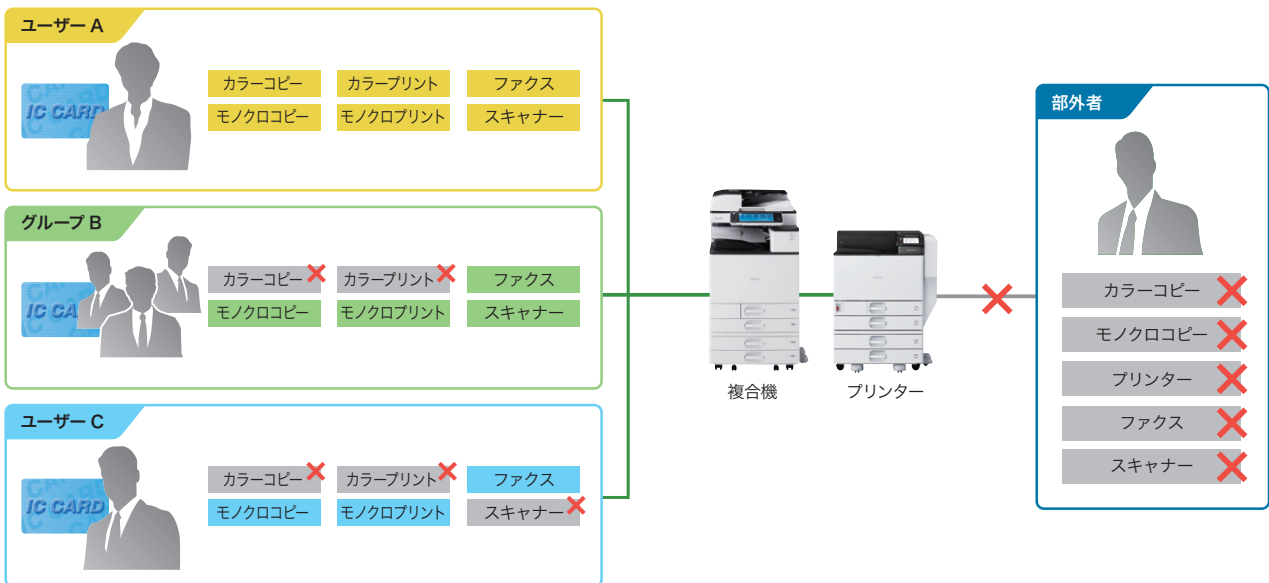 ユーザー A
IC CARD
カラーコピー
カラープリント
ファクス
モノクロコピー
モノクロプリント
スキャナー
グループ B
IC CA
カラーコピー
カラープリント
ファクス
モノクロコピー
モノクロプリント
スキャナー
ユーザー C
IC CARD
カラーコピー
カラープリント
ファクス
モノクロコピー
モノクロプリント
スキャナー
複合機
プリンター
部外者
カラーコピー
モノクロコピー
プリンター
ファクス
スキャナー